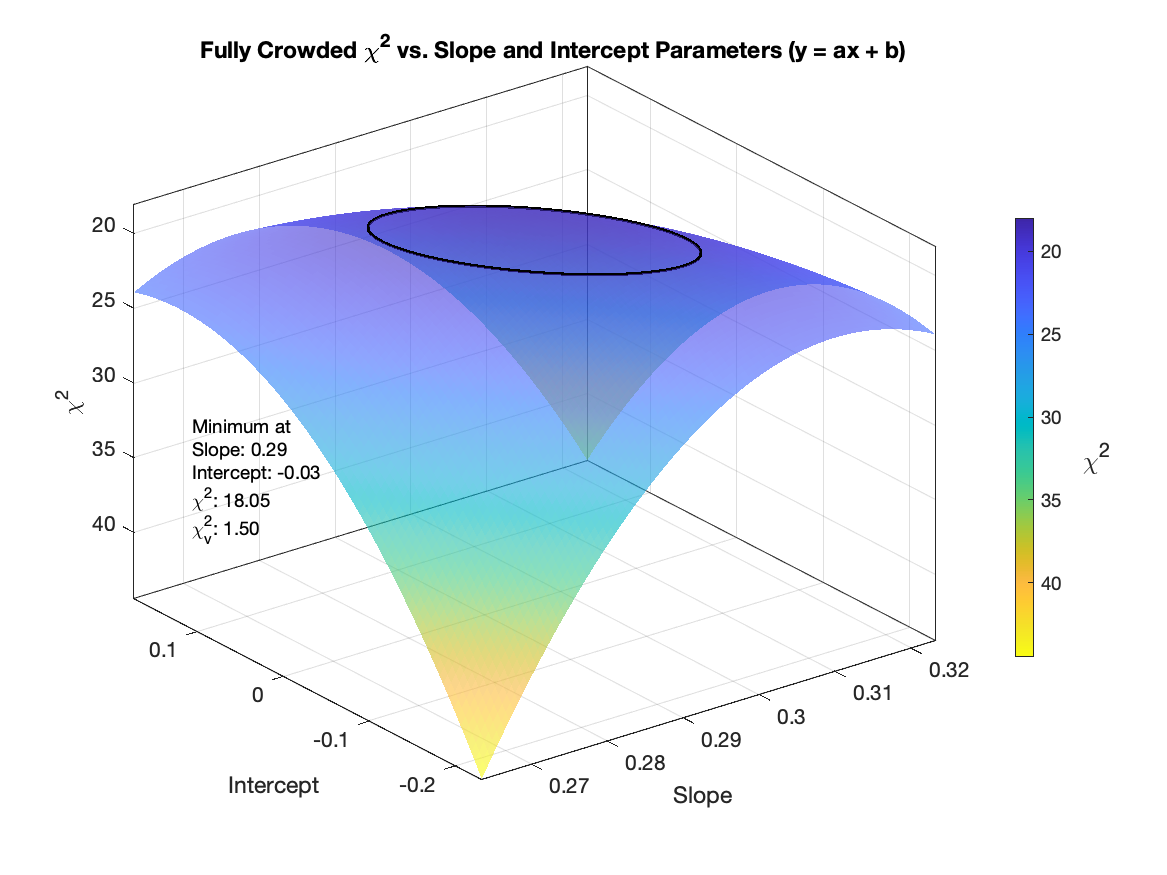 Fully Crowded χ² vs. Slope and Intercept Parameters (y = ax + b)
20
25
30
35
40
χ²
Minimum at
Slope: 0.29
Intercept: -0.03
χ²: 18.05
χ²ᵥ: 1.50
0.1
0
-0.1
-0.2
Intercept
0.27
0.28
0.29
0.3
0.31
0.32
Slope
20
25
30
35
40
χ²